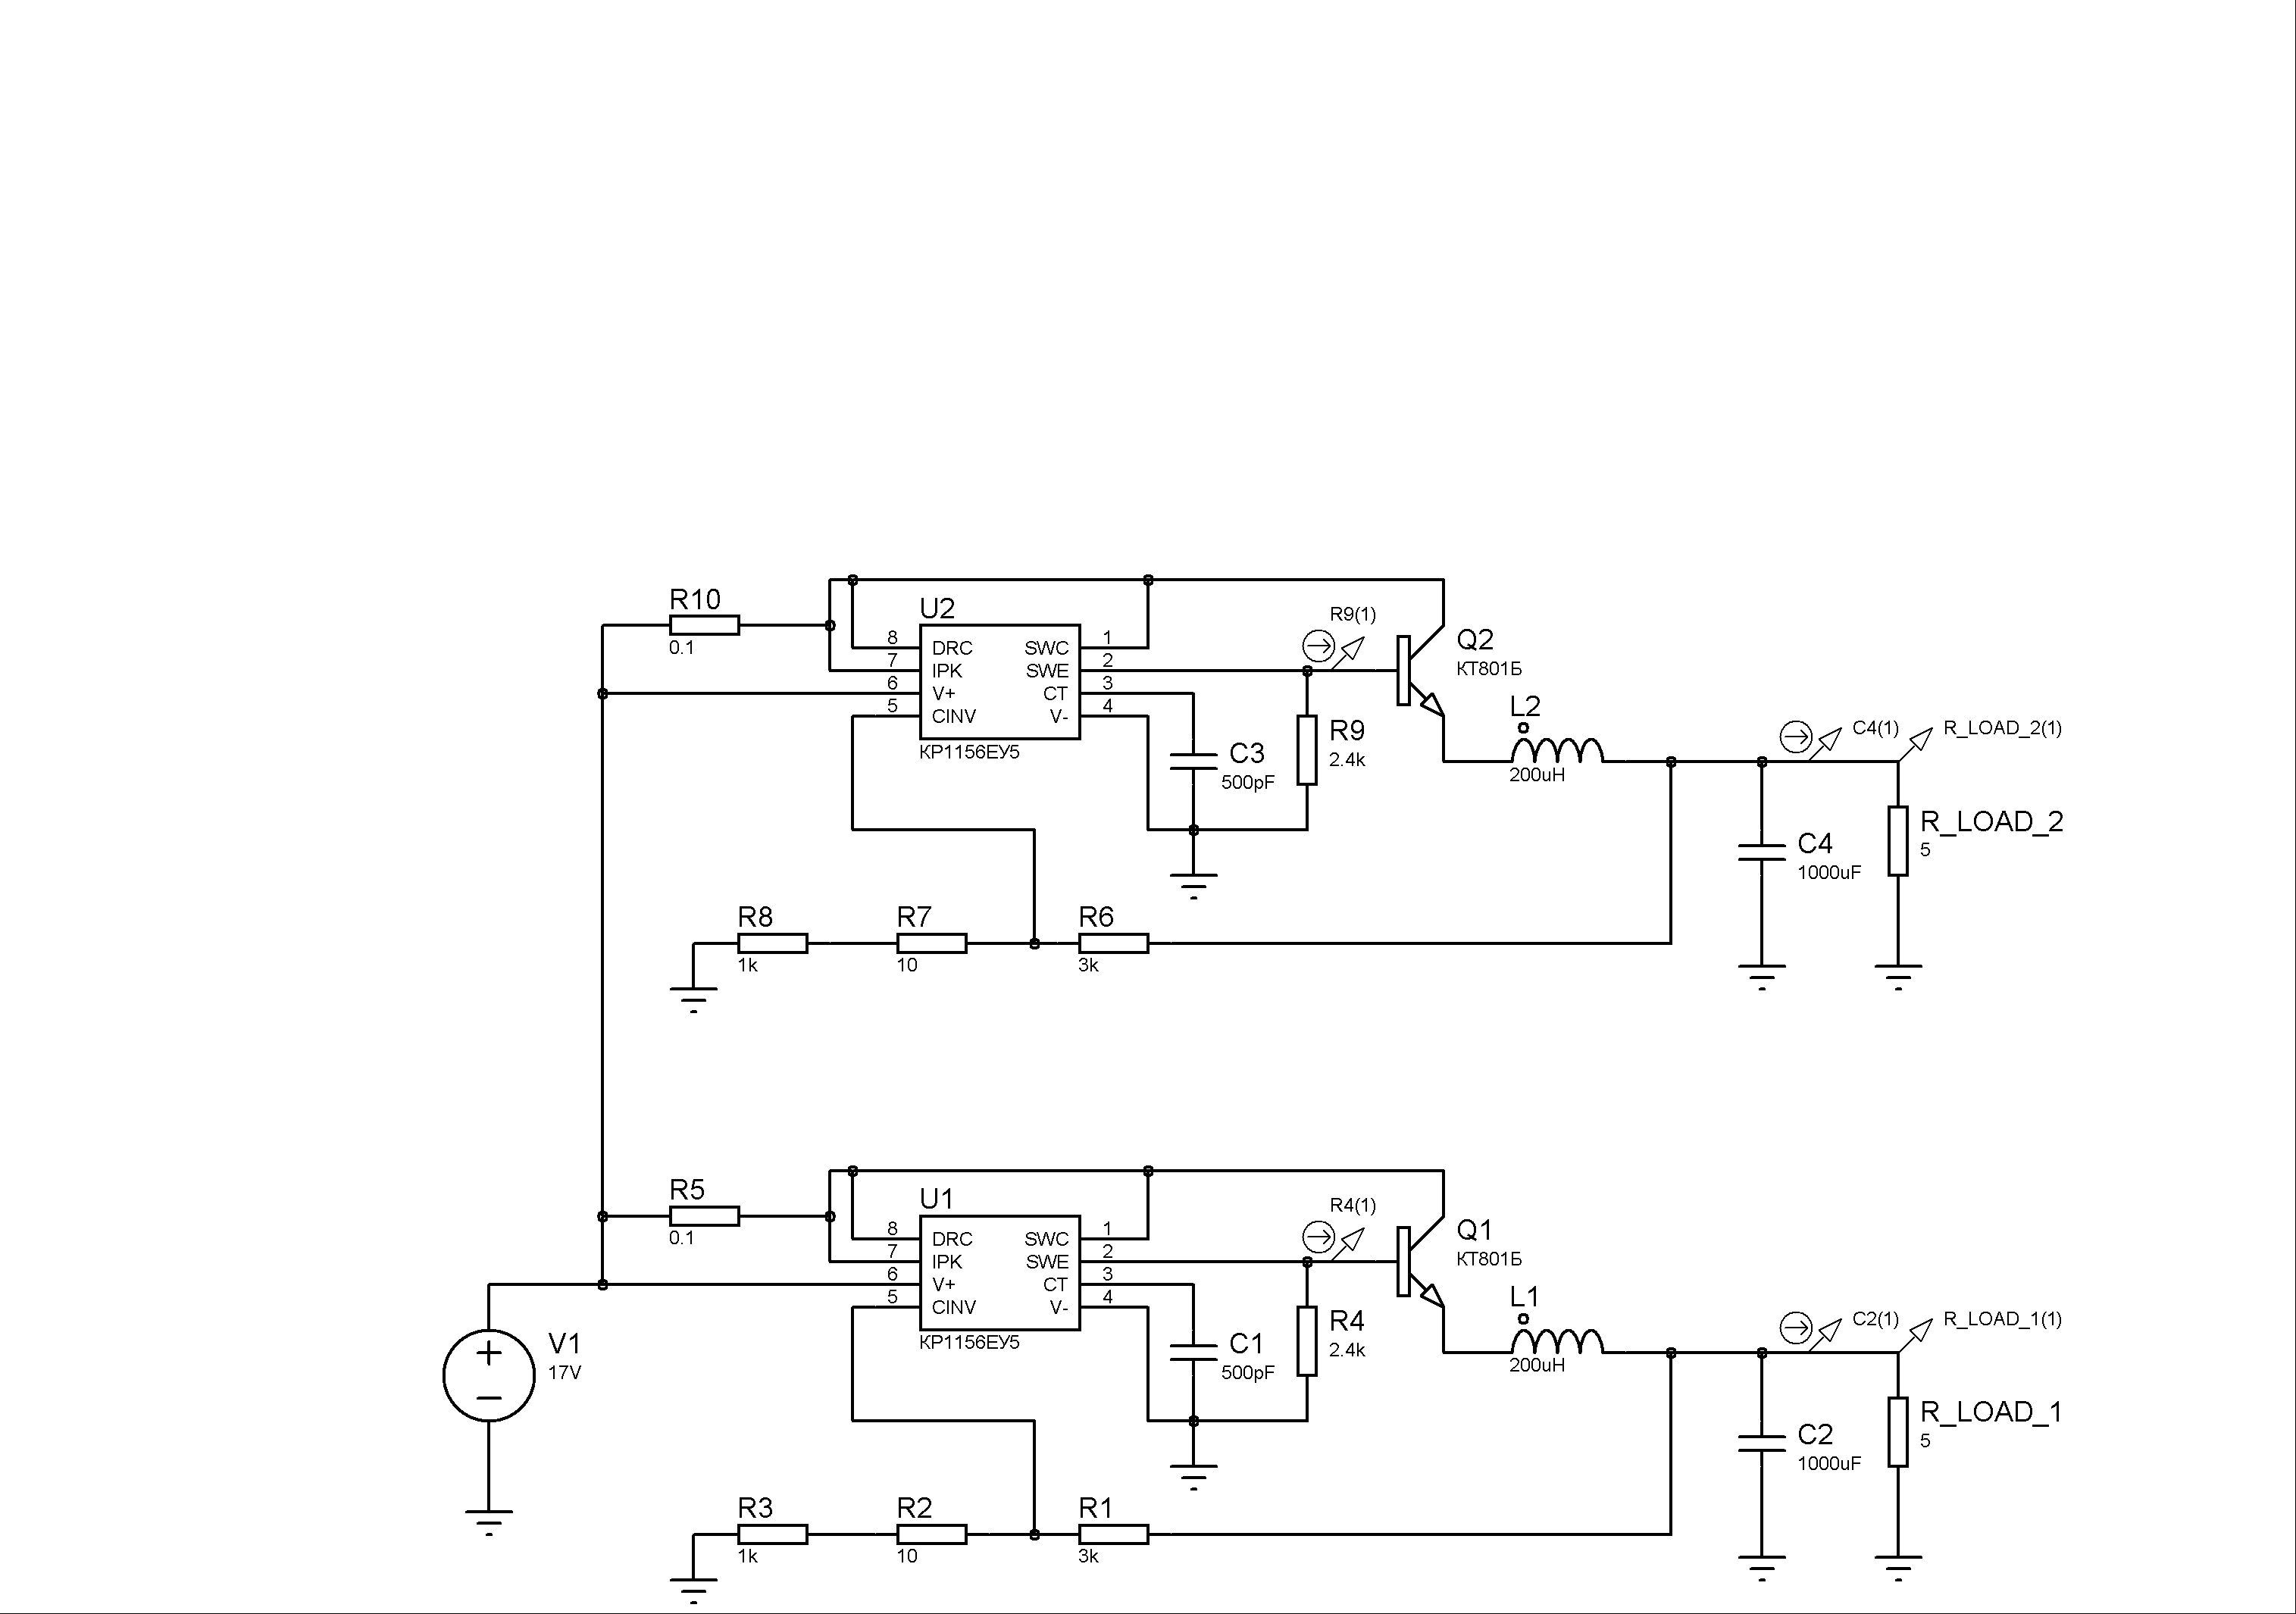 R10
0.1
U2
8
7
6
5
DRC
IPK
V+
CINV
SWC
SWE
CT
V-
1
2
3
4
КР1156ЕУ5
R9(1)
Q2
КТ801Б
C3
500pF
R9
2.4k
L2
200uH
C4(1)
R_LOAD_2(1)
C4
1000uF
R_LOAD_2
5
R8
1k
R7
10
R6
3k
R5
0.1
U1
8
7
6
5
DRC
IPK
V+
CINV
SWC
SWE
CT
V-
1
2
3
4
КР1156ЕУ5
R4(1)
Q1
КТ801Б
C1
500pF
R4
2.4k
L1
200uH
C2(1)
R_LOAD_1(1)
C2
1000uF
R_LOAD_1
5
V1
17V
R3
1k
R2
10
R1
3k